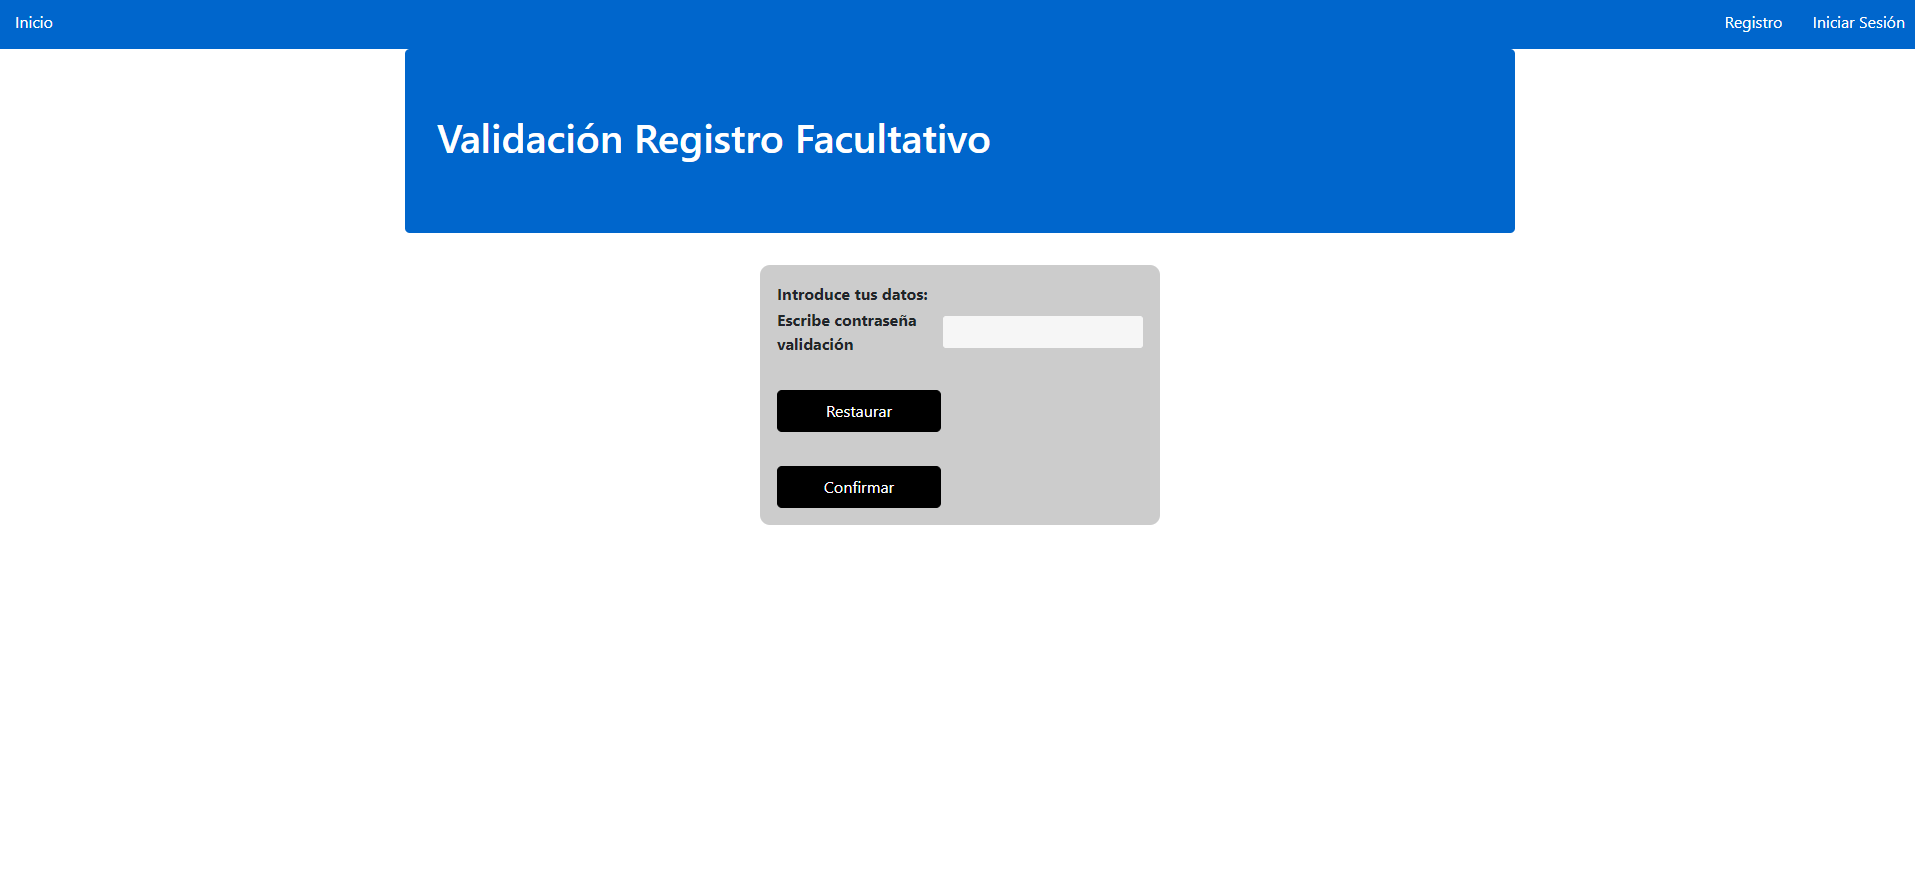 Inicio
Registro
Iniciar Sesión
Validación Registro Facultativo
Introduce tus datos:
Escribe contraseña
validación
Restaurar
Confirmar